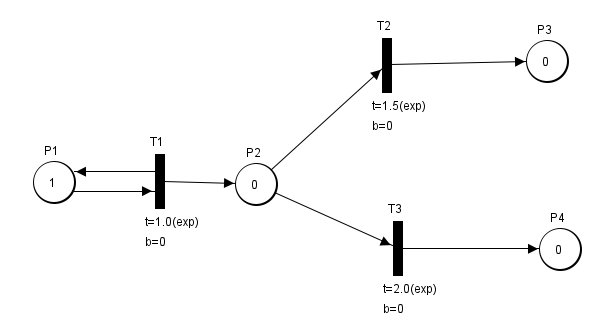 P1
1
T1
t=1.0(exp)
b=0
P2
0
T2
t=1.5(exp)
b=0
P3
0
T3
t=2.0(exp)
b=0
P4
0